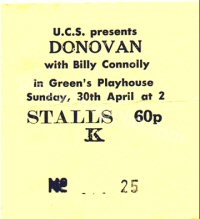 U.C.S. presents
DONOVAN
with Billy Connolly
in Green's Playhouse
Sunday, 30th April at 2
STALLS 60p
K
No 25